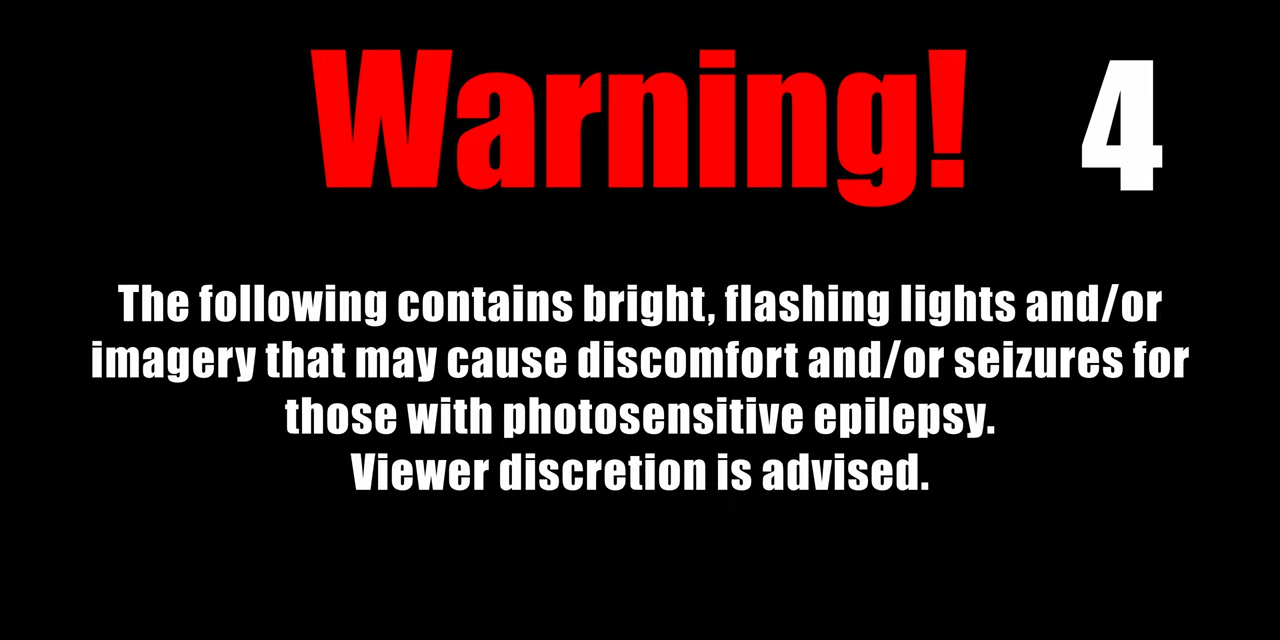 Warning! 4
The following contains bright, flashing lights and/or
imagery that may cause discomfort and/or seizures for
those with photosensitive epilepsy.
Viewer discretion is advised.